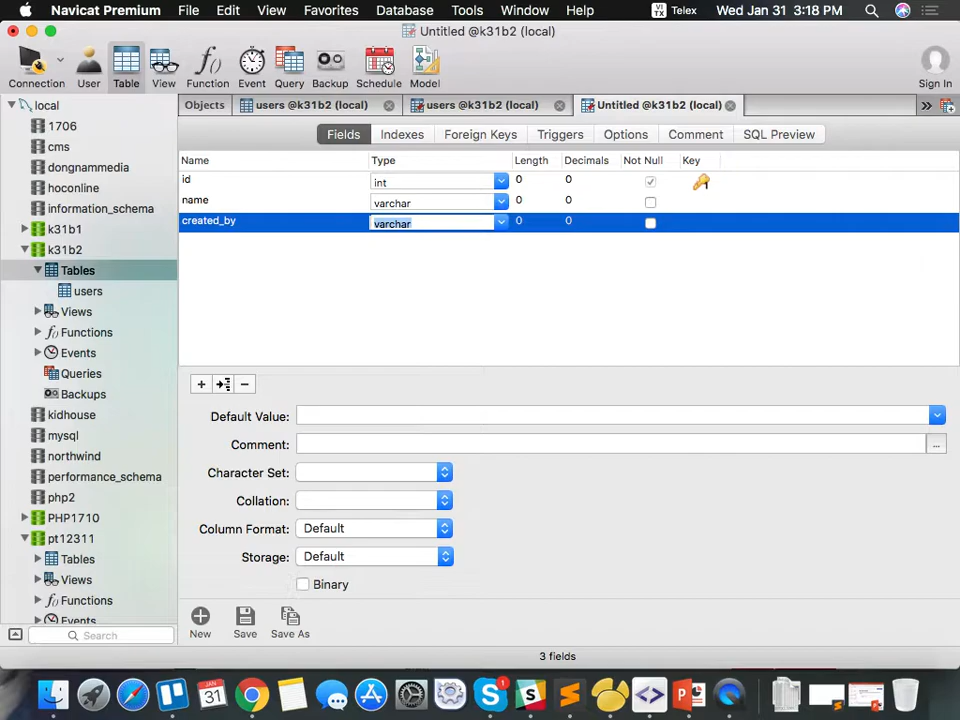 Navicat Premium File Edit View Favorites Database Tools Window Help VI TX Telex Wed Jan 31 3:18 PM
Untitled @k31b2 (local)
Connection User Table View Function Event Query Backup Schedule Model Sign In
local
1706
cms
dongnammedia
hoconline
information_schema
k31b1
k31b2
Tables
users
Views
Functions
Events
Queries
Backups
kidhouse
mysql
northwind
performance_schema
php2
PHP1710
pt12311
Tables
Views
Functions
Events
Search
Objects users @k31b2 (local) users @k31b2 (local) Untitled @k31b2 (local)
Fields Indexes Foreign Keys Triggers Options Comment SQL Preview
Name Type Length Decimals Not Null Key
id int 0 0
name varchar 0 0
created_by varchar 0 0
Default Value:
Comment:
Character Set:
Collation:
Column Format: Default
Storage: Default
Binary
New Save Save As
3 fields
JAN
31